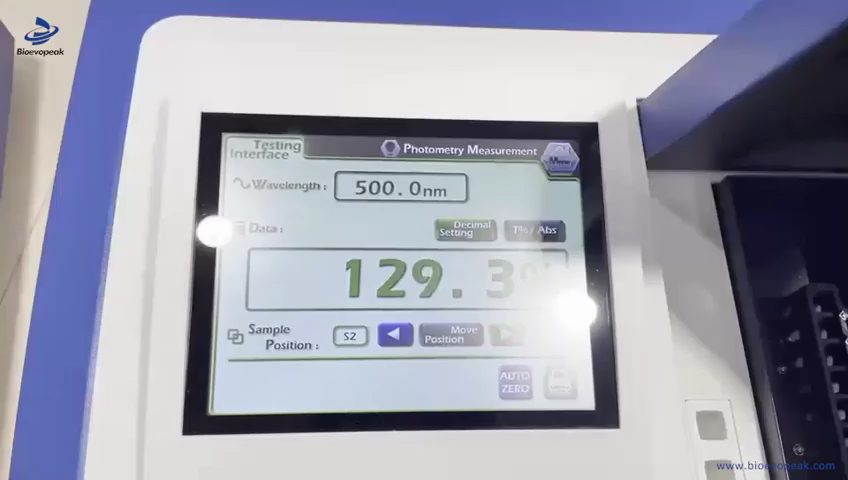 Bioevopeak
Testing
Interface
Photometry Measurement
Menu
Wavelength :
500.0nm
Data :
Decimal
Setting
T% / Abs
129.3%
Sample
Position :
S2
Move
Position
AUTO
ZERO
www.bioevopeak.com